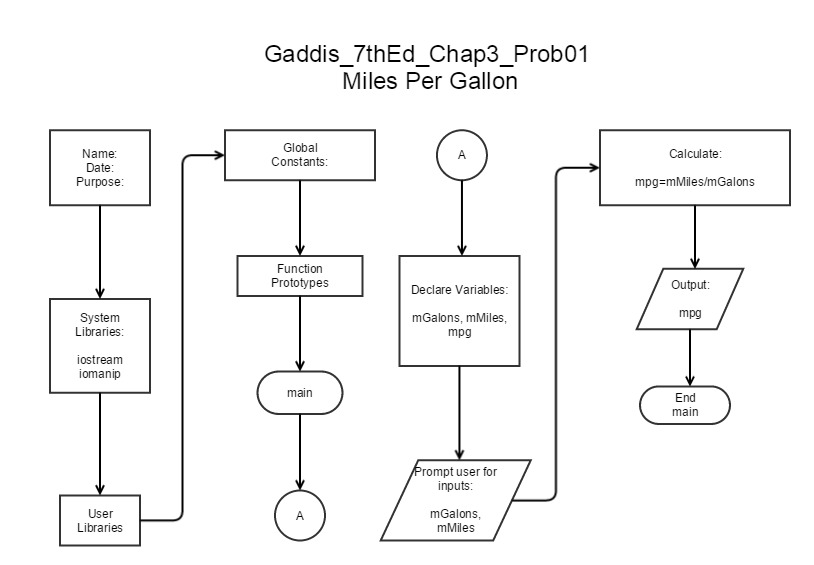 Gaddis_7thEd_Chap3_Prob01
Miles Per Gallon
Name:
Date:
Purpose:
System
Libraries:
iostream
iomanip
User
Libraries
Global
Constants:
Function
Prototypes
main
A
A
Declare Variables:
mGalons, mMiles,
mpg
Prompt user for
inputs:
mGalons,
mMiles
Calculate:
mpg=mMiles/mGalons
Output:
mpg
End
main